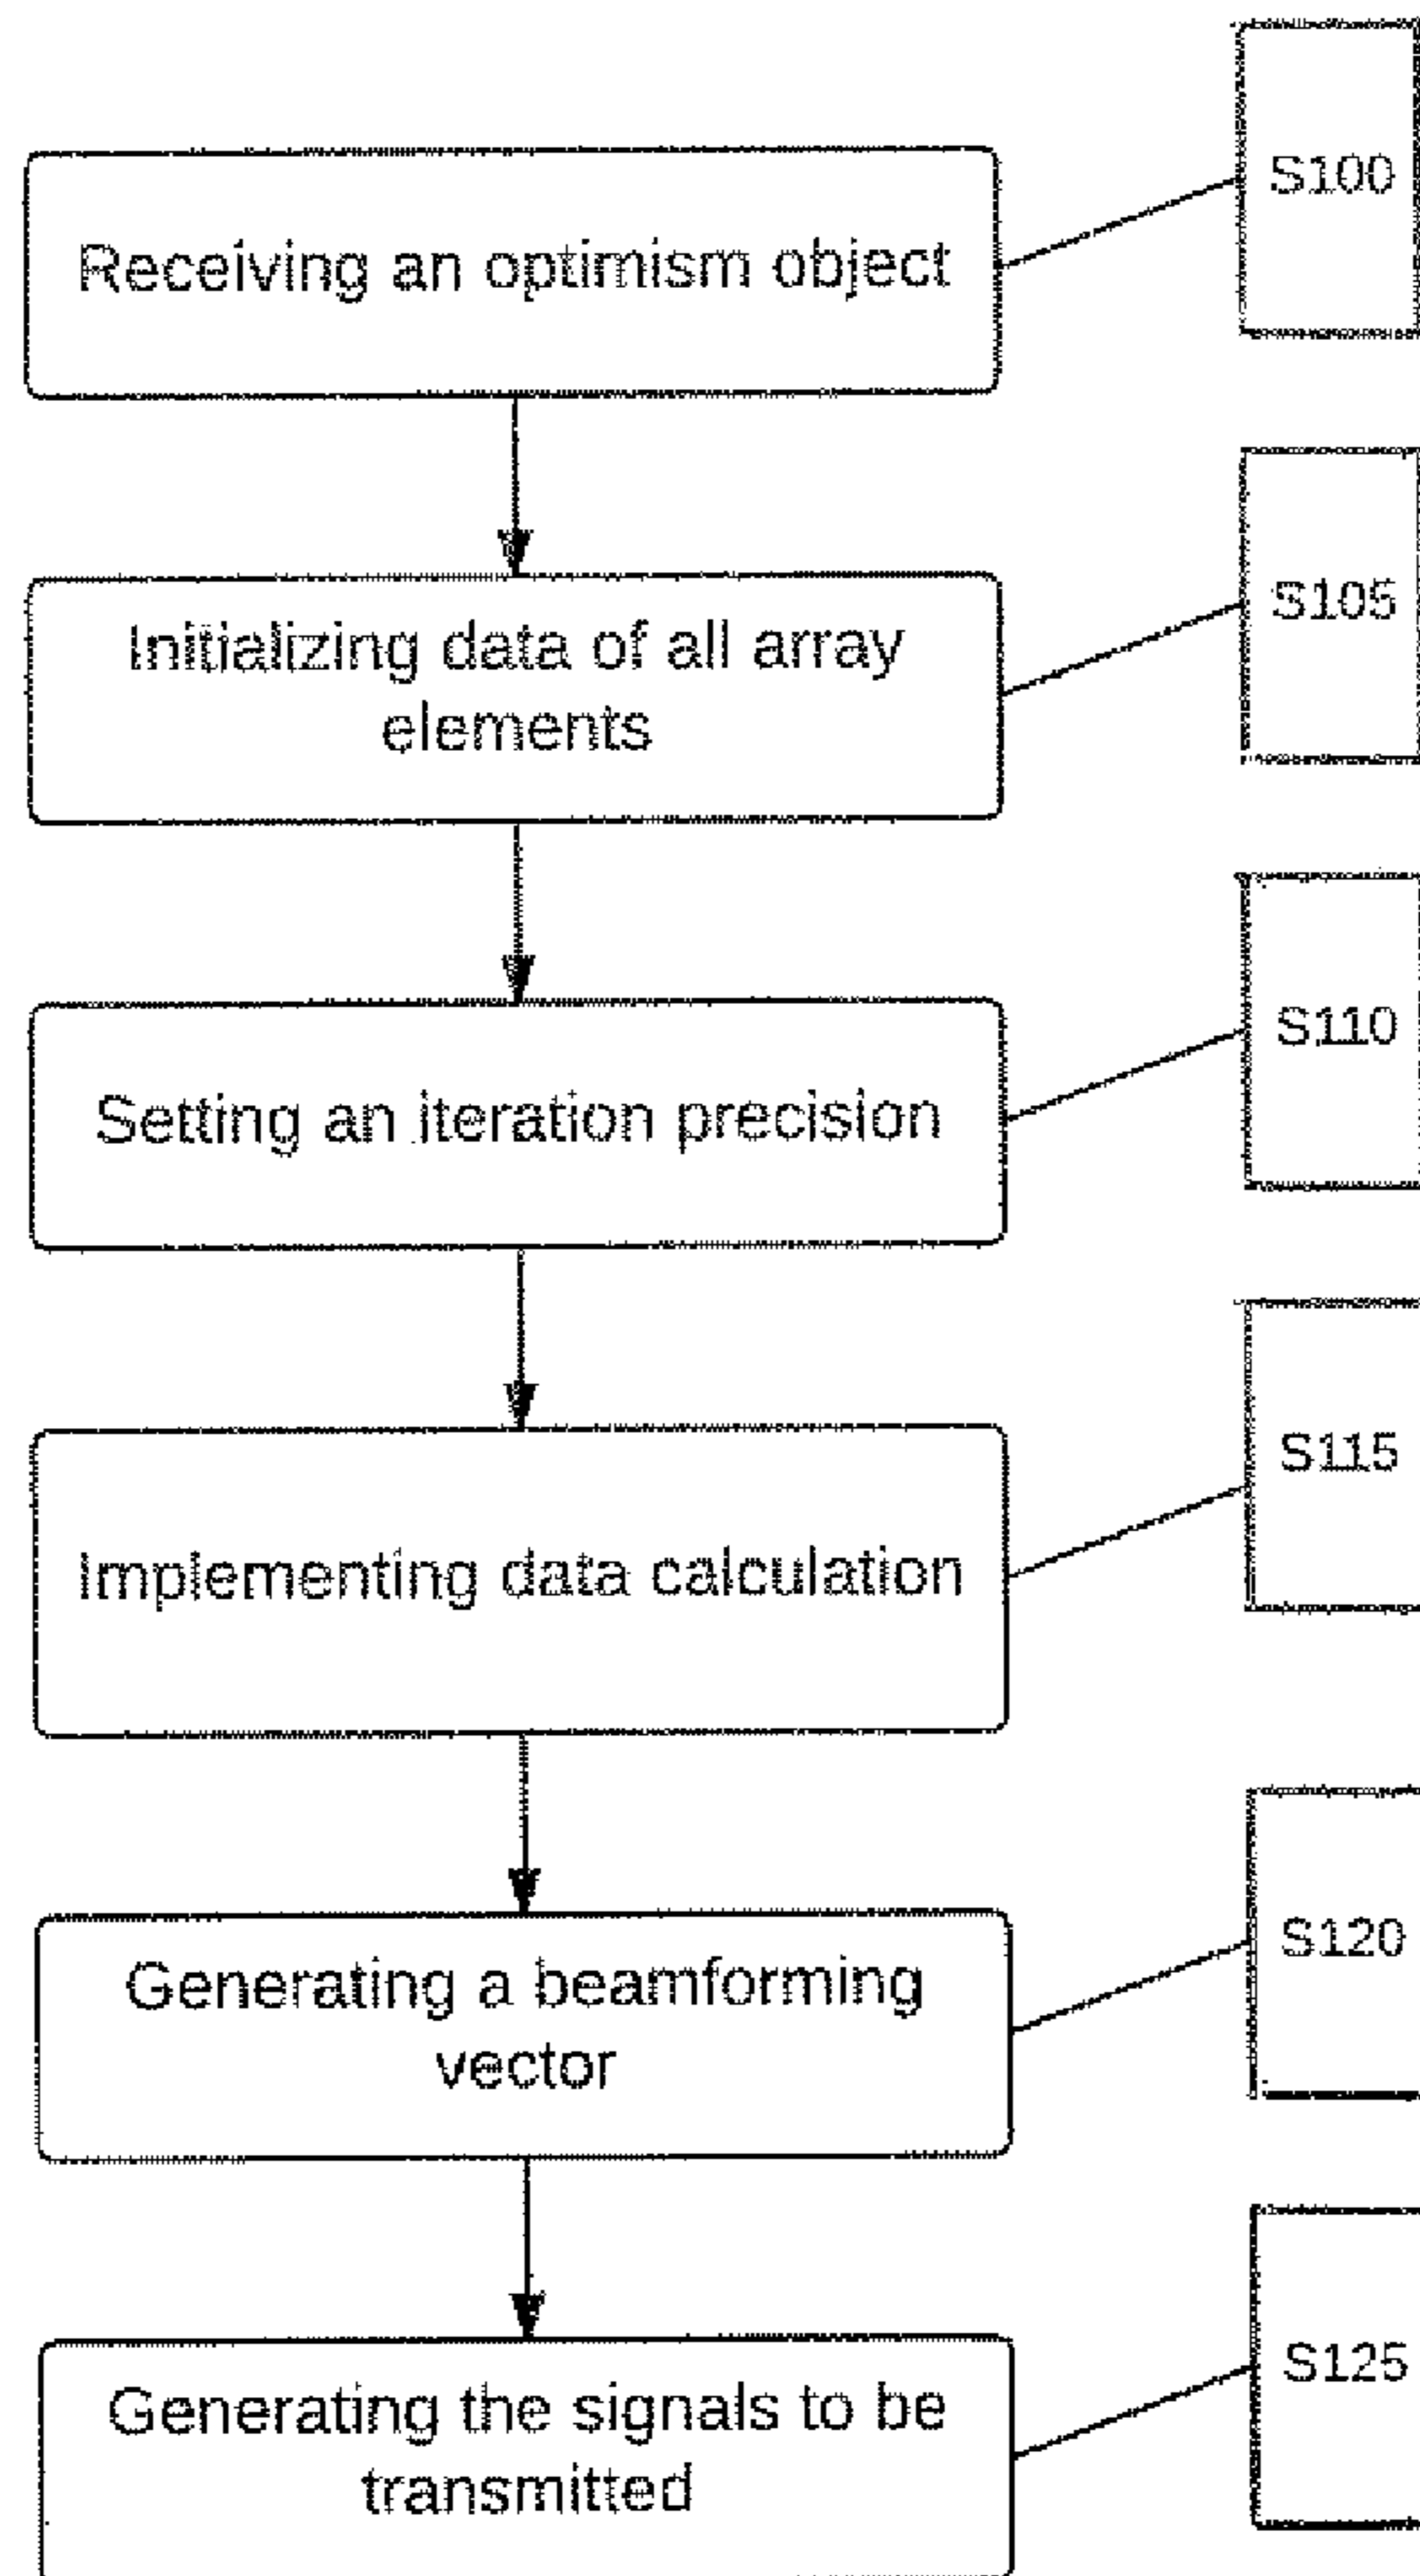 S100
Receiving an optimism object
S105
Initializing data of all array
elements
S110
Setting an iteration precision
S115
Implementing data calculation
S120
Generating a beamforming
vector
S125
Generating the signals to be
transmitted